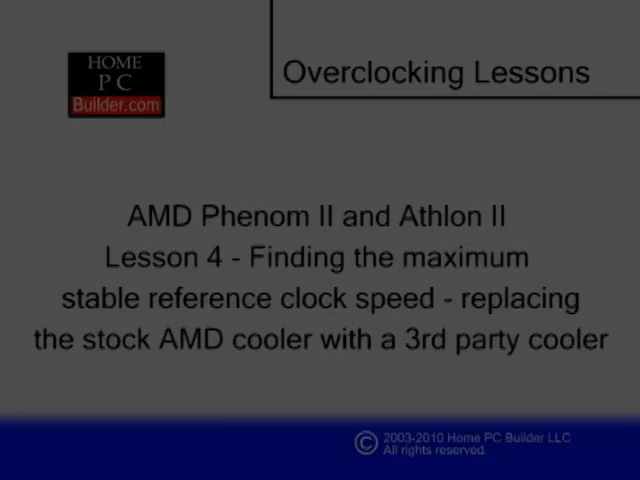 HOME
PC
Builder.com
Overclocking Lessons
AMD Phenom II and Athlon II
Lesson 4 - Finding the maximum
stable reference clock speed - replacing
the stock AMD cooler with a 3rd party cooler
© 2003-2010 Home PC Builder LLC
All rights reserved.